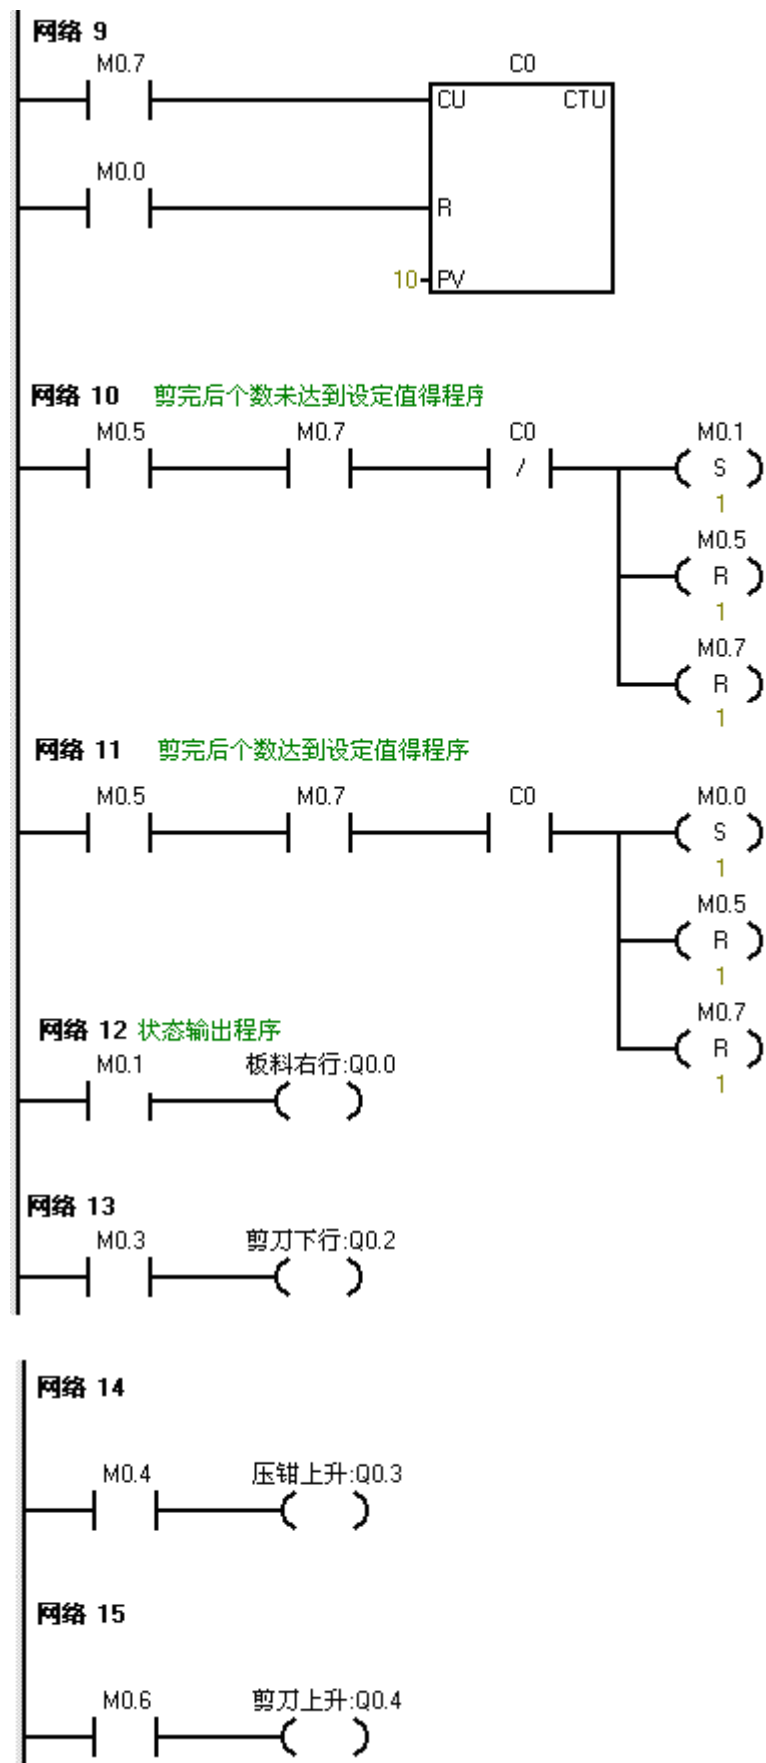 网络 9
M0.7
C0
CU CTU
M0.0
R
10 PV
网络 10 剪完后个数未达到设定值得程序
M0.5 M0.7 C0 M0.1
/ S
1
M0.5
R
1
M0.7
R
1
网络 11 剪完后个数达到设定值得程序
M0.5 M0.7 C0 M0.0
S
1
M0.5
R
1
M0.7
R
1
网络 12 状态输出程序
M0.1 板料右行:Q0.0
网络 13
M0.3 剪刀下行:Q0.2
网络 14
M0.4 压钳上升:Q0.3
网络 15
M0.6 剪刀上升:Q0.4